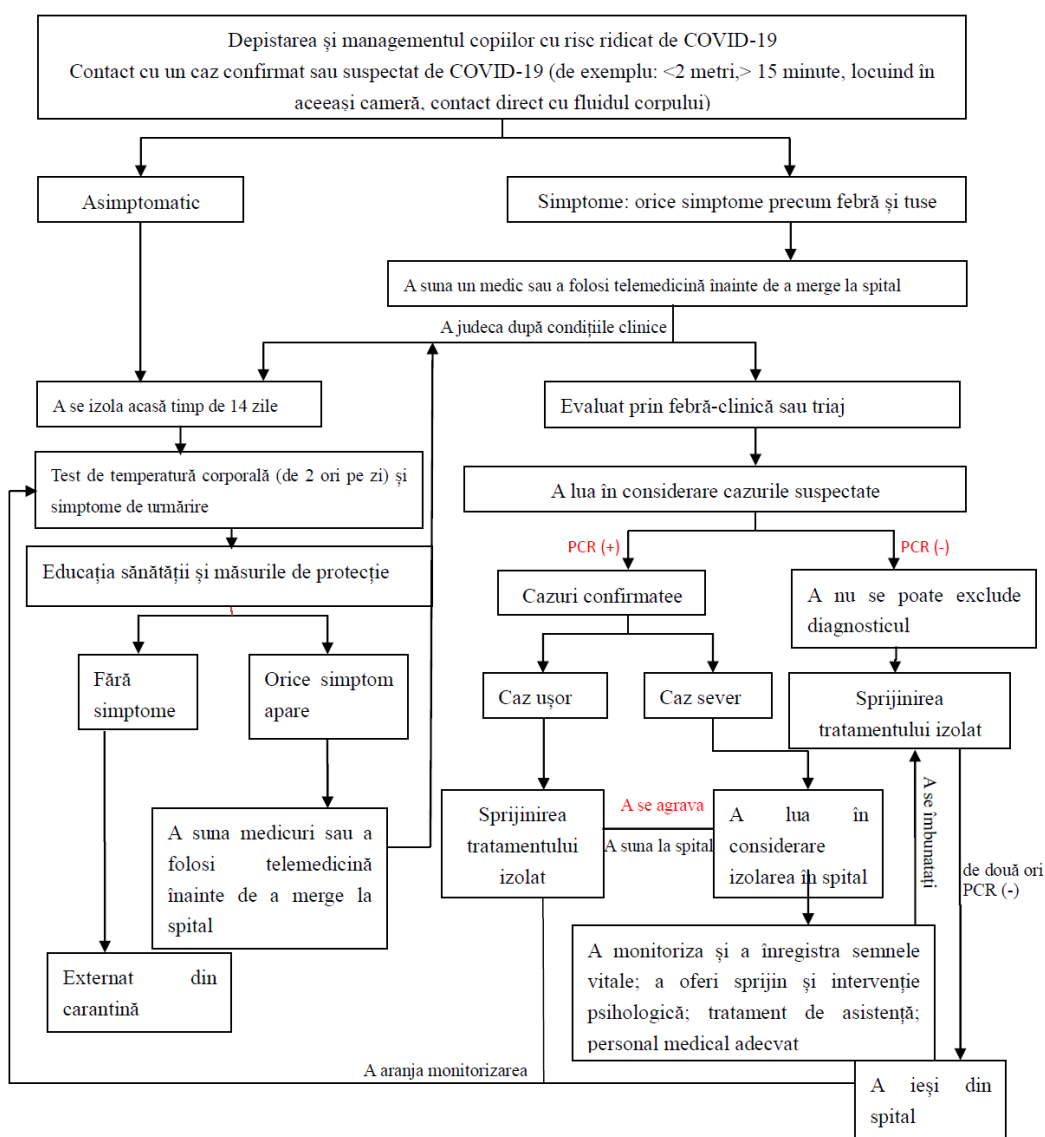 Depistarea și managementul copiilor cu risc ridicat de COVID-19
Contact cu un caz confirmat sau suspectat de COVID-19 (de exemplu: <2 metri,> 15 minute, locuind în
aceeași cameră, contact direct cu fluidul corpului)
Asimptomatic
Simptome: orice simptome precum febră și tuse
A suna un medic sau a folosi telemedicină înainte de a merge la spital
A judeca după condițiile clinice
A se izola acasă timp de 14 zile
Evaluat prin febră-clinică sau triaj
Test de temperatură corporală (de 2 ori pe zi) și
simptome de urmărire
A lua în considerare cazurile suspectate
PCR (+)
PCR (-)
Educația sănătății și măsurile de protecție
Cazuri confirmatee
A nu se poate exclude
diagnosticul
Fără
simptome
Orice simptom
apare
Caz ușor
Caz sever
Sprijinirea
tratamentului izolat
A suna medicuri sau a
folosi telemedicină
înainte de a merge la
spital
Sprijinirea
tratamentului
izolat
A se agrava
A suna la spital
A lua în
considerare
izolarea în spital
A se îmbunatați
de două ori
PCR (-)
Externat din
carantină
A monitoriza și a înregistra semnele
vitale; a oferi sprijin și intervenție
psihologică; tratament de asistență;
personal medical adecvat
A aranja monitorizarea
A ieși din
spital